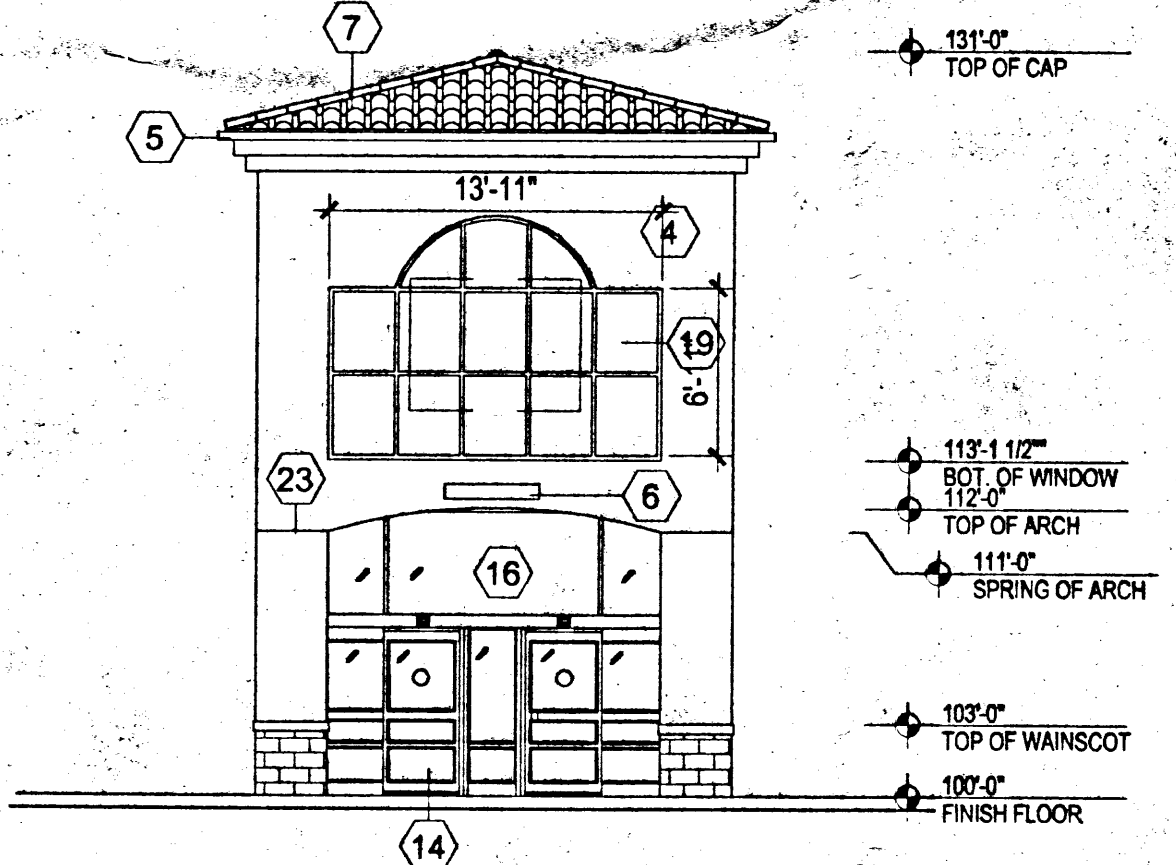 7
131'-0"
TOP OF CAP
5
13'-11"
4
19
113'-1 1/2""
BOT. OF WINDOW
23
6
112'-0"
TOP OF ARCH
16
111'-0"
SPRING OF ARCH
103'-0"
TOP OF WAINSCOT
100'-0"
FINISH FLOOR
14